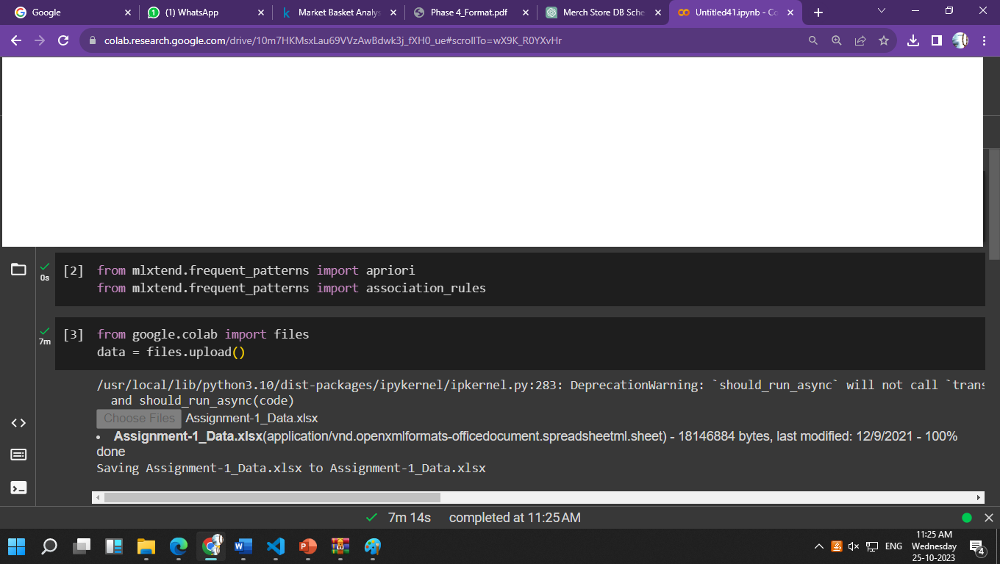 Google
(1) WhatsApp
Market Basket Analys
Phase 4_Format.pdf
Merch Store DB Sche
Untitled41.ipynb - Co
colab.research.google.com/drive/10m7HKMsxLau69VVzAwBdwk3j_fXH0_ue#scrollTo=wX9K_R0YXvHr
0s
[2] from mlxtend.frequent_patterns import apriori
from mlxtend.frequent_patterns import association_rules
7m
[3] from google.colab import files
data = files.upload()
/usr/local/lib/python3.10/dist-packages/ipykernel/ipkernel.py:283: DeprecationWarning: `should_run_async` will not call `trans
and should_run_async(code)
Choose Files Assignment-1_Data.xlsx
• Assignment-1_Data.xlsx(application/vnd.openxmlformats-officedocument.spreadsheetml.sheet) - 18146884 bytes, last modified: 12/9/2021 - 100%
done
Saving Assignment-1_Data.xlsx to Assignment-1_Data.xlsx
7m 14s completed at 11:25 AM
ENG
11:25 AM
Wednesday
25-10-2023
4